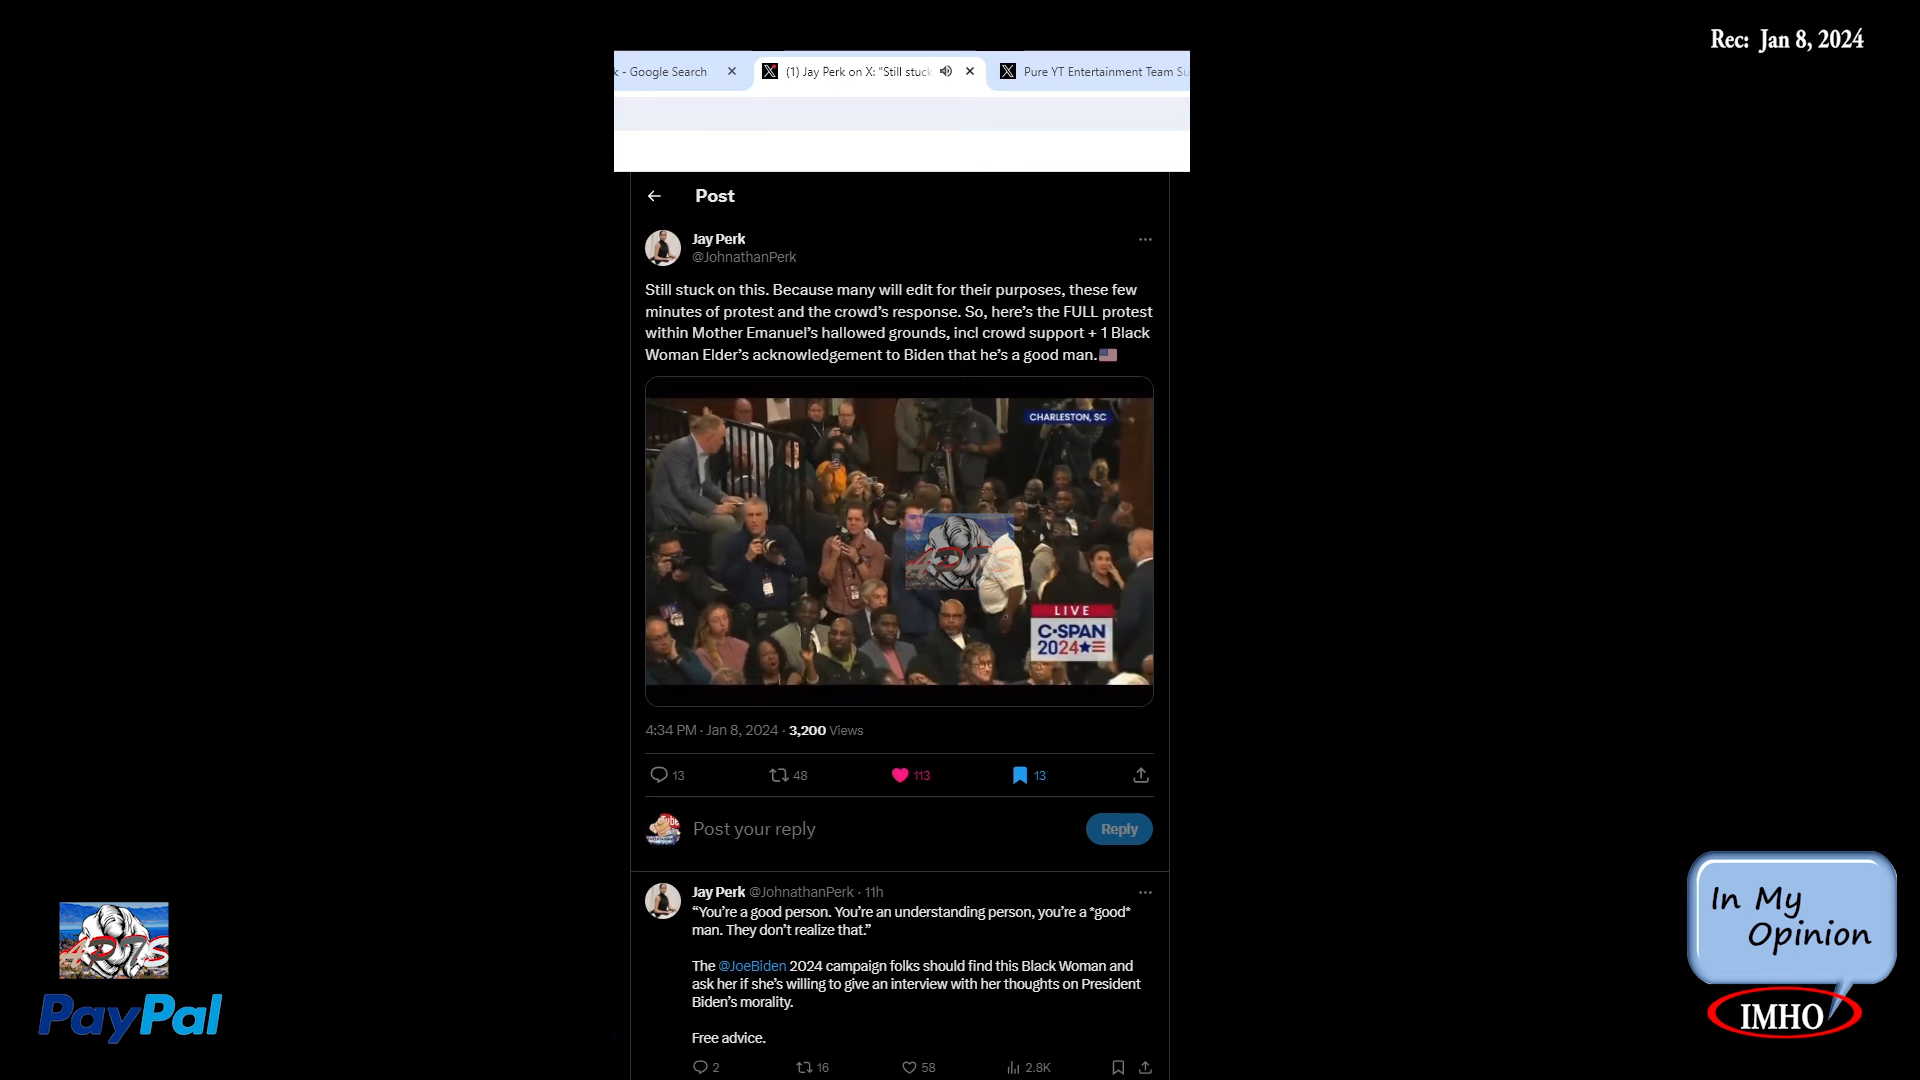 Rec: Jan 8, 2024
k - Google Search
(1) Jay Perk on X: "Still stuck
Pure YT Entertainment Team Su
Post
Jay Perk
@JohnathanPerk
Still stuck on this. Because many will edit for their purposes, these few
minutes of protest and the crowd's response. So, here's the FULL protest
within Mother Emanuel's hallowed grounds, incl crowd support + 1 Black
Woman Elder's acknowledgement to Biden that he's a good man.
CHARLESTON, SC
LIVE
C-SPAN
2024
4:34 PM · Jan 8, 2024 · 3,200 Views
13
48
113
13
Post your reply
Reply
Jay Perk @JohnathanPerk · 11h
“You're a good person. You're an understanding person, you're a *good*
man. They don't realize that.”
The @JoeBiden 2024 campaign folks should find this Black Woman and
ask her if she's willing to give an interview with her thoughts on President
Biden's morality.
Free advice.
2
16
58
2.8K
PayPal
In My
Opinion
IMHO